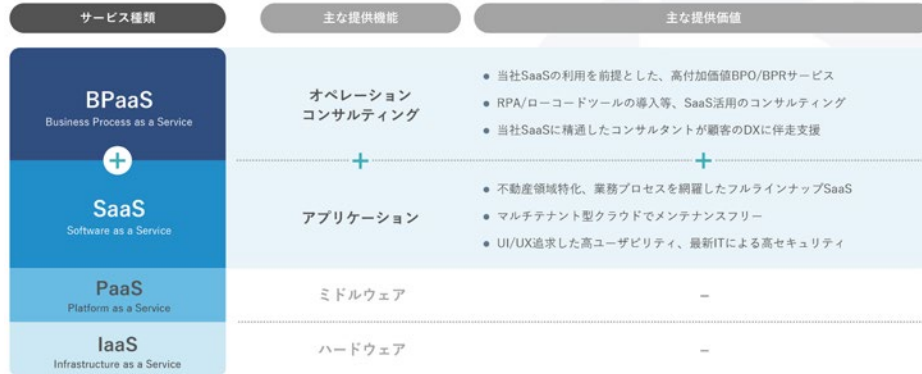 サービス種類
主な提供機能
主な提供価値
BPaaS
Business Process as a Service
オペレーション
コンサルティング
● 当社SaaSの利用を前提とした、高付加価値BPO/BPRサービス
● RPA/ローコードツールの導入等、SaaS活用のコンサルティング
● 当社SaaSに精通したコンサルタントが顧客のDXに伴走支援
+
+
+
SaaS
Software as a Service
アプリケーション
● 不動産領域特化、業務プロセスを網羅したフルラインナップSaaS
● マルチテナント型クラウドでメンテナンスフリー
● UI/UX追求した高ユーザビリティ、最新ITによる高セキュリティ
PaaS
Platform as a Service
ミドルウェア
–
IaaS
Infrastructure as a Service
ハードウェア
–